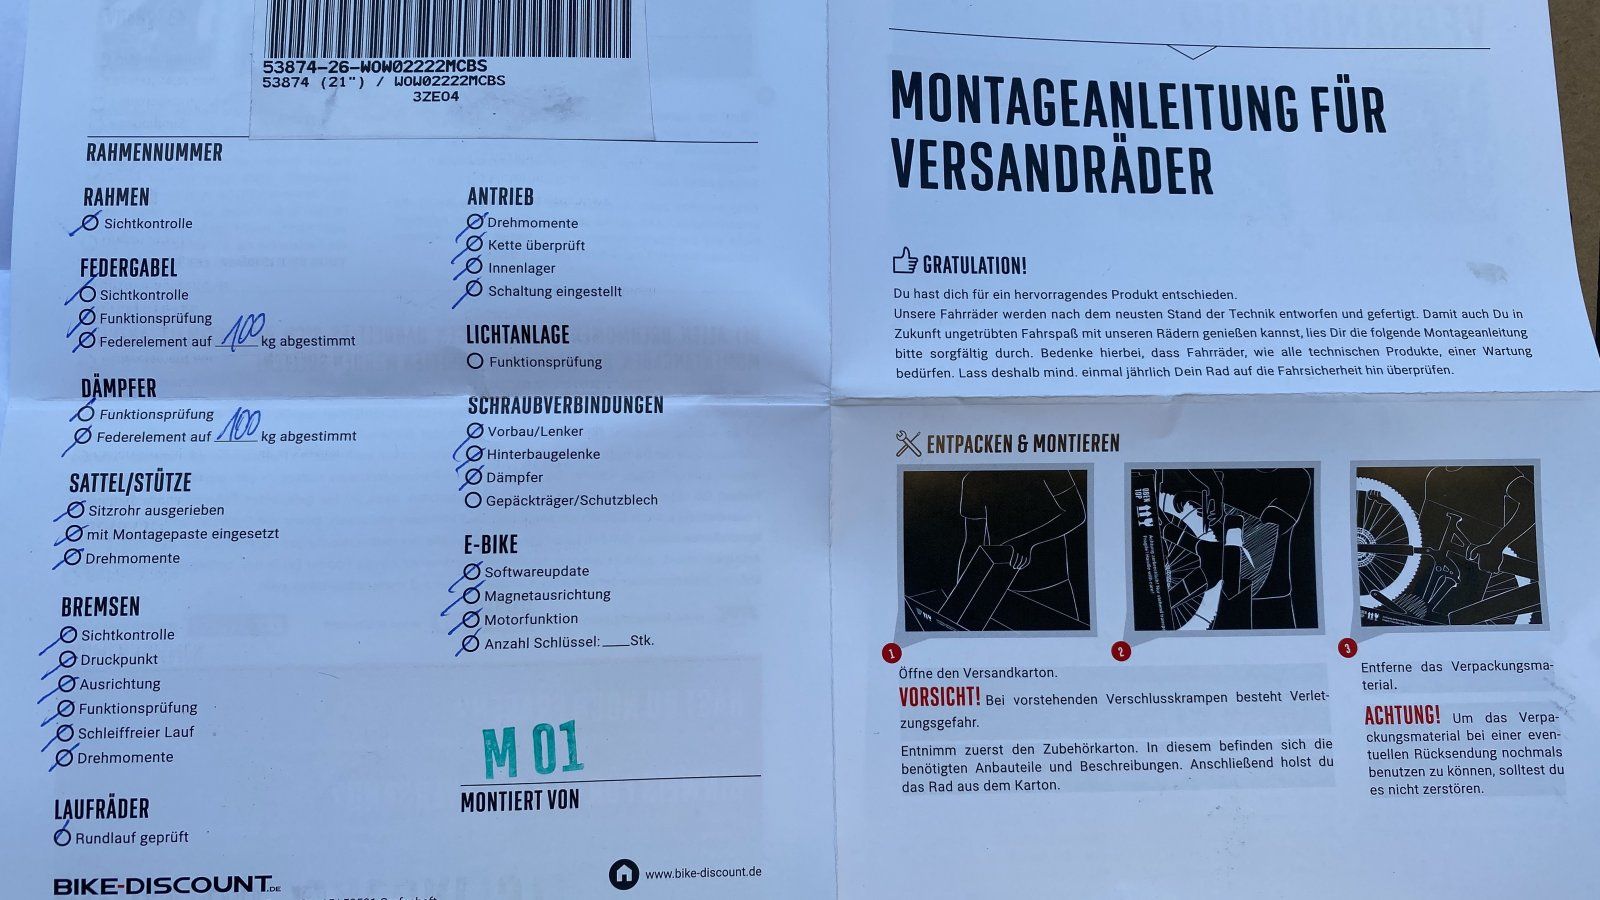 53874-26-WOW02222MCBS
53874 (21") / WOW02222MCBS
3ZE04
RAHMENNUMMER
RAHMEN
Sichtkontrolle
FEDERGABEL
Sichtkontrolle
Funktionsprüfung
Federelement auf 100 kg abgestimmt
DÄMPFER
Funktionsprüfung
Federelement auf 100 kg abgestimmt
SATTEL/STÜTZE
Sitzrohr ausgerieben
mit Montagepaste eingesetzt
Drehmomente
BREMSEN
Sichtkontrolle
Druckpunkt
Ausrichtung
Funktionsprüfung
Schleiffreier Lauf
Drehmomente
LAUFRÄDER
Rundlauf geprüft
BIKE-DISCOUNT.DE
ANTRIEB
Drehmomente
Kette überprüft
Innenlager
Schaltung eingestellt
LICHTANLAGE
Funktionsprüfung
SCHRAUBVERBINDUNGEN
Vorbau/Lenker
Hinterbaugelenke
Dämpfer
Gepäckträger/Schutzblech
E-BIKE
Softwareupdate
Magnetausrichtung
Motorfunktion
Anzahl Schlüssel:____Stk.
M 01
MONTIERT VON
www.bike-discount.de
MONTAGEANLEITUNG FÜR
VERSANDRÄDER
GRATULATION!
Du hast dich für ein hervorragendes Produkt entschieden.
Unsere Fahrräder werden nach dem neusten Stand der Technik entworfen und gefertigt. Damit auch Du in
Zukunft ungetrübten Fahrspaß mit unseren Rädern genießen kannst, lies Dir die folgende Montageanleitung
bitte sorgfältig durch. Bedenke hierbei, dass Fahrräder, wie alle technischen Produkte, einer Wartung
bedürfen. Lass deshalb mind. einmal jährlich Dein Rad auf die Fahrsicherheit hin überprüfen.
ENTPACKEN & MONTIEREN
OBEN
TOP
1
Öffne den Versandkarton.
VORSICHT! Bei vorstehenden Verschlusskrampen besteht Verlet-
zungsgefahr.
Entnimm zuerst den Zubehörkarton. In diesem befinden sich die
benötigten Anbauteile und Beschreibungen. Anschließend holst du
das Rad aus dem Karton.
2
3
Entferne das Verpackungsma-
terial.
ACHTUNG! Um das Verpa-
ckungsmaterial bei einer even-
tuellen Rücksendung nochmals
benutzen zu können, solltest du
es nicht zerstören.